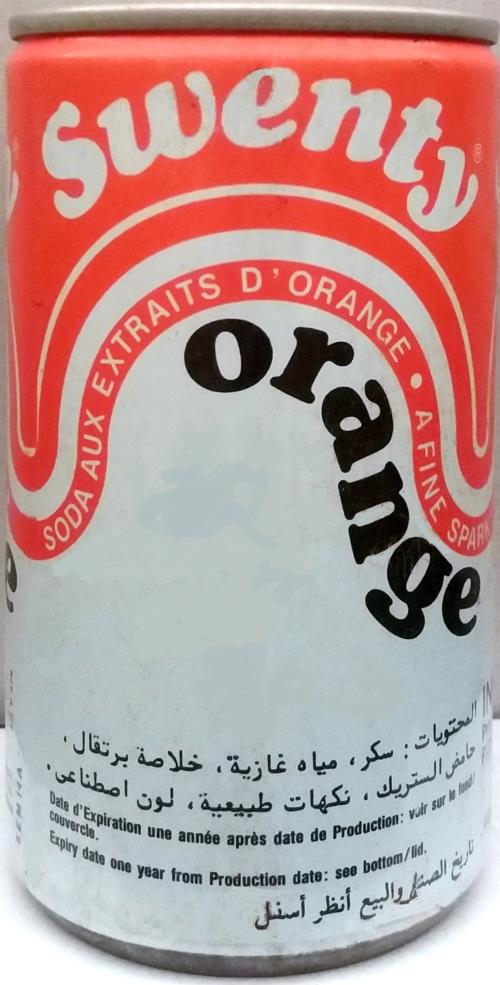 Swenty®
SODA AUX EXTRAITS D'ORANGE • A FINE SPARK
orange
المحتويات : سكر ، مياه غازية ، خلاصة برتقال ،
حامض الستريك ، نكهات طبيعية ، لون اصطناعى .
Date d'Expiration une année après date de Production: voir sur le fond/
couvercle.
Expiry date one year from Production date: see bottom/lid.
تاريخ الصنع والبيع أنظر أسفل